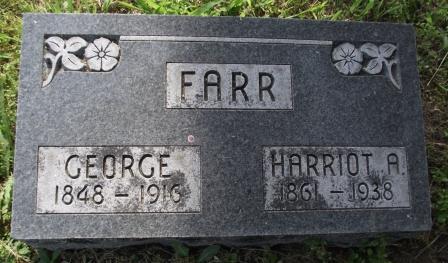 FARR
GEORGE
1848 - 1916
HARRIOT A.
1861 - 1938